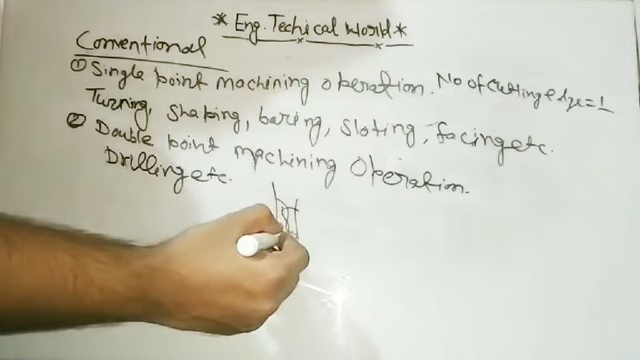 * Eng. Techical World *
Conventional
① Single point machining operation. No of cutting edge = 1
Turning, Shaping, baring, Sloting, facing etc.
② Double point machining Operation.
Drilling etc.